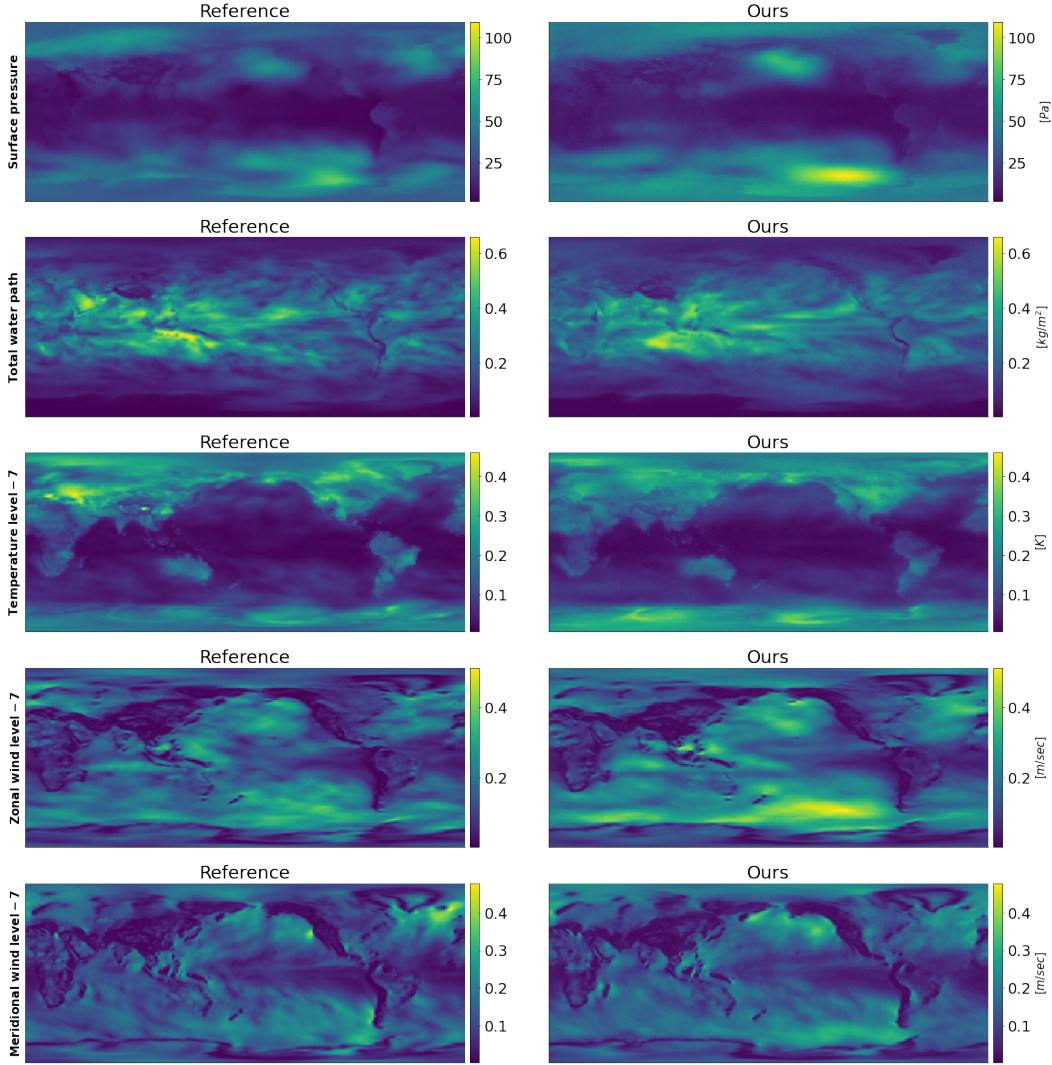 Reference
Ours
Surface pressure
100
75
50
25
100
75
50
25
[Pa]
Reference
Ours
Total water path
0.6
0.4
0.2
0.6
0.4
0.2
[kg/m²]
Reference
Ours
Temperature level − 7
0.4
0.3
0.2
0.1
0.4
0.3
0.2
0.1
[K]
Reference
Ours
Zonal wind level − 7
0.4
0.2
0.4
0.2
[m/sec]
Reference
Ours
Meridional wind level − 7
0.4
0.3
0.2
0.1
0.4
0.3
0.2
0.1
[m/sec]